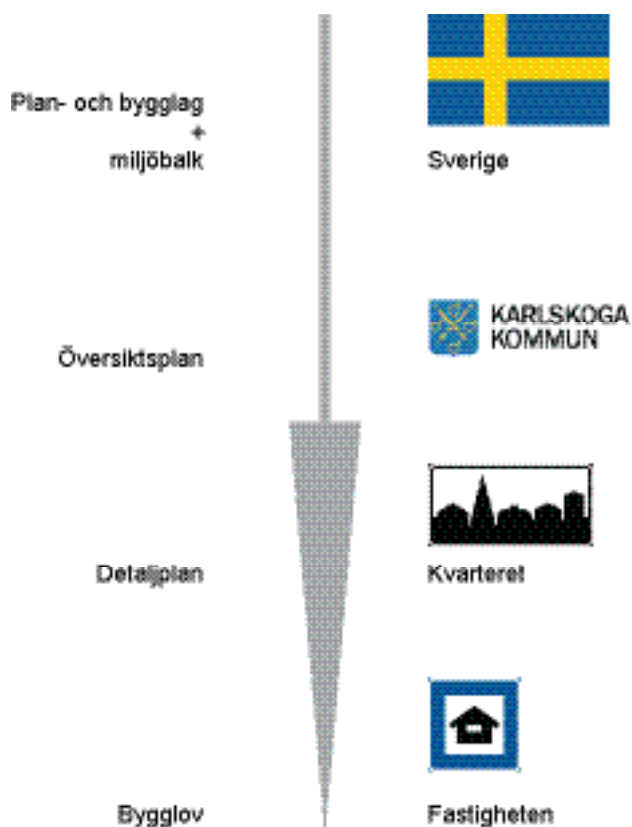 Plan- och bygglag
+
miljöbalk
Sverige
KARLSKOGA
KOMMUN
Översiktsplan
Detaljplan
Kvarteret
Bygglov
Fastigheten